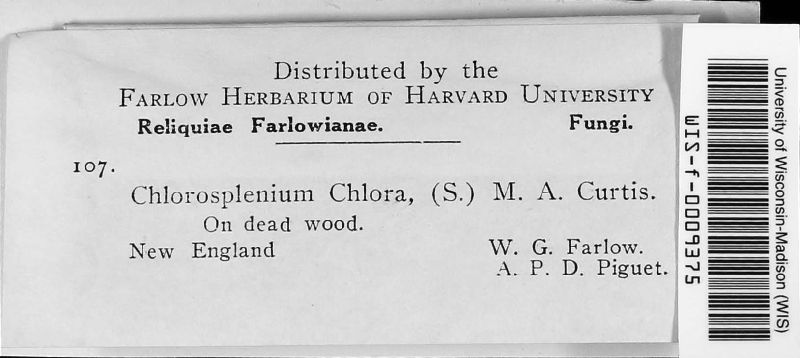 Distributed by the
FARLOW HERBARIUM OF HARVARD UNIVERSITY
Reliquiae Farlowianae. Fungi.
107.
Chlorosplenium Chlora, (S.) M. A. Curtis.
On dead wood.
New England W. G. Farlow.
A. P. D. Piguet.
University of Wisconsin-Madison (WIS)
WIS-f-0009375